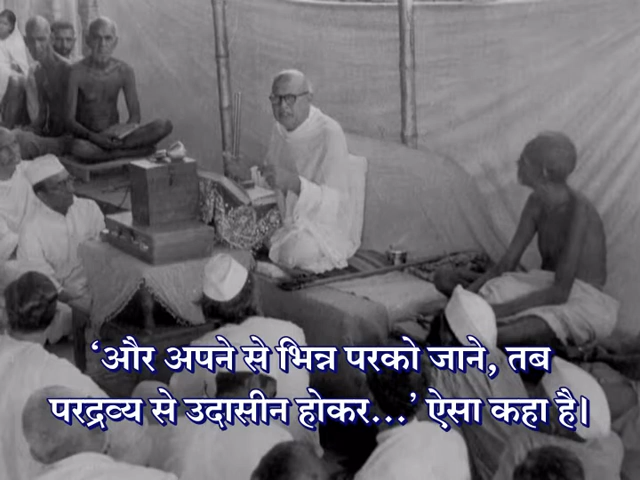 ‘और अपने से भिन्न परको जाने, तब
परद्रव्य से उदासीन होकर...’ ऐसा कहा है।